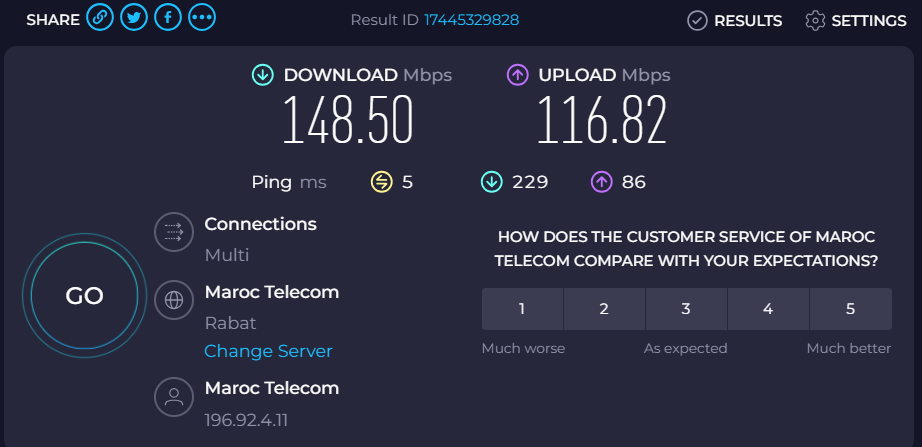 SHARE Result ID 17445329828 RESULTS SETTINGS
DOWNLOAD Mbps UPLOAD Mbps
148.50 116.82
Ping ms 5 229 86
Connections
Multi
Maroc Telecom
Rabat
Change Server
Maroc Telecom
196.92.4.11
GO
HOW DOES THE CUSTOMER SERVICE OF MAROC
TELECOM COMPARE WITH YOUR EXPECTATIONS?
1 2 3 4 5
Much worse As expected Much better